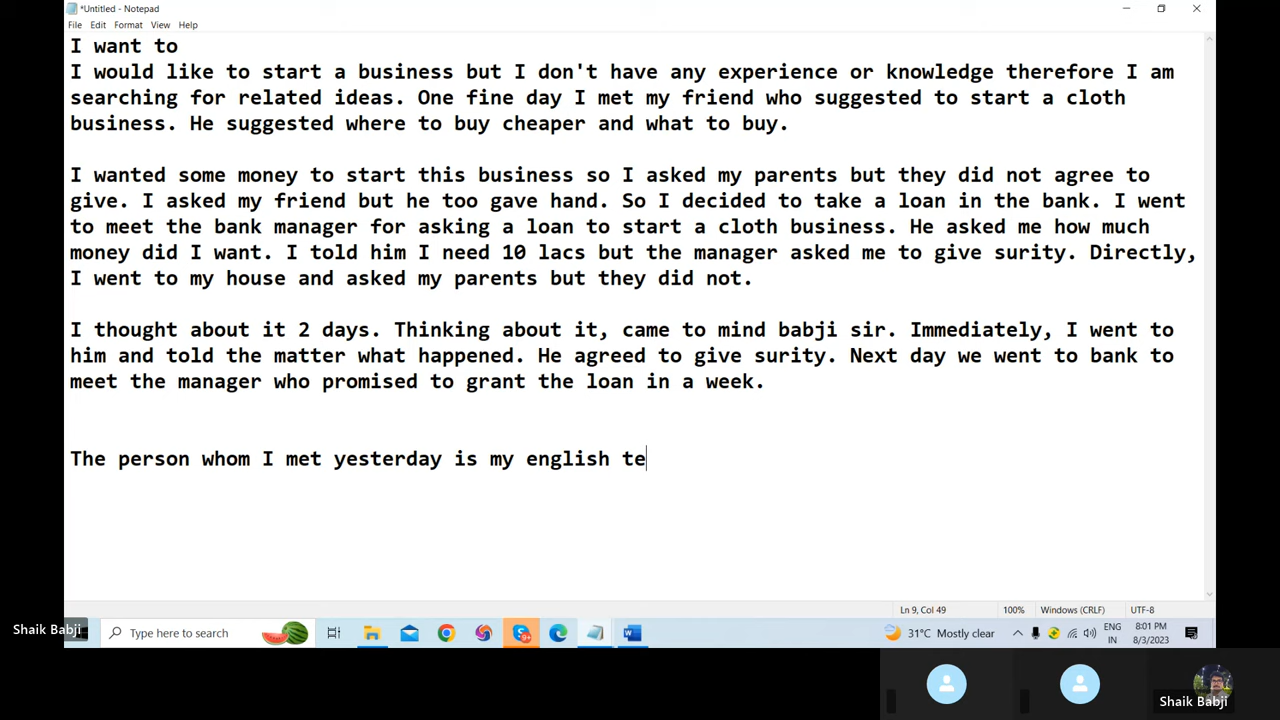 *Untitled - Notepad
File Edit Format View Help
I want to
I would like to start a business but I don't have any experience or knowledge therefore I am
searching for related ideas. One fine day I met my friend who suggested to start a cloth
business. He suggested where to buy cheaper and what to buy.
I wanted some money to start this business so I asked my parents but they did not agree to
give. I asked my friend but he too gave hand. So I decided to take a loan in the bank. I went
to meet the bank manager for asking a loan to start a cloth business. He asked me how much
money did I want. I told him I need 10 lacs but the manager asked me to give surity. Directly,
I went to my house and asked my parents but they did not.
I thought about it 2 days. Thinking about it, came to mind babji sir. Immediately, I went to
him and told the matter what happened. He agreed to give surity. Next day we went to bank to
meet the manager who promised to grant the loan in a week.
The person whom I met yesterday is my english te
Ln 9, Col 49 100% Windows (CRLF) UTF-8
Shaik Babji
Type here to search
31°C Mostly clear
ENG
IN
8:01 PM
8/3/2023
Shaik Babji